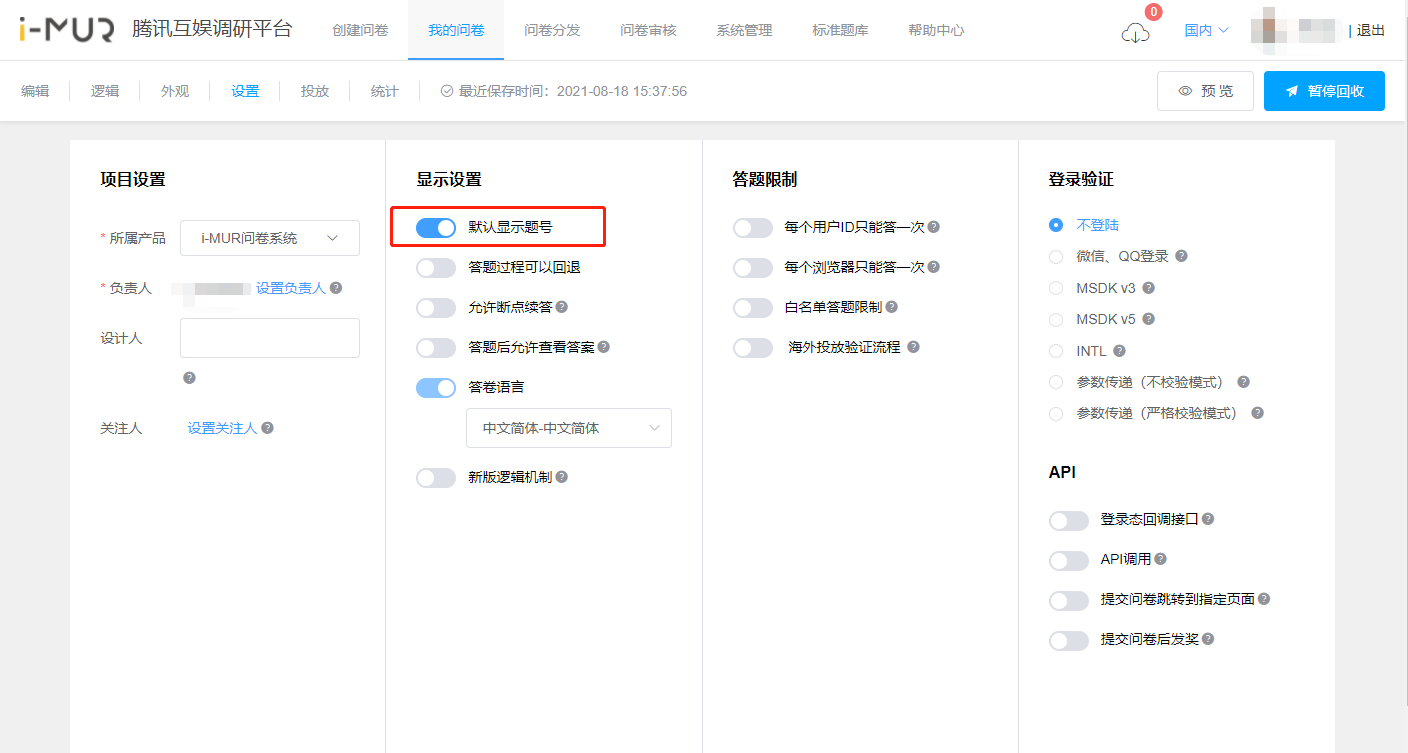 i-MUR 腾讯互娱调研平台 创建问卷 我的问卷 问卷分发 问卷审核 系统管理 标准题库 帮助中心 0 国内 | 退出
编辑 逻辑 外观 设置 投放 统计 最近保存时间：2021-08-18 15:37:56 预 览 暂停回收
项目设置
* 所属产品 i-MUR问卷系统
* 负责人 设置负责人 ?
设计人
?
关注人 设置关注人 ?
显示设置
默认显示题号
答题过程可以回退
允许断点续答 ?
答题后允许查看答案 ?
答卷语言
中文简体-中文简体
新版逻辑机制 ?
答题限制
每个用户ID只能答一次 ?
每个浏览器只能答一次 ?
白名单答题限制 ?
海外投放验证流程 ?
登录验证
不登陆
微信、QQ登录 ?
MSDK v3 ?
MSDK v5 ?
INTL ?
参数传递（不校验模式） ?
参数传递（严格校验模式） ?
API
登录态回调接口 ?
API调用 ?
提交问卷跳转到指定页面 ?
提交问卷后发奖 ?